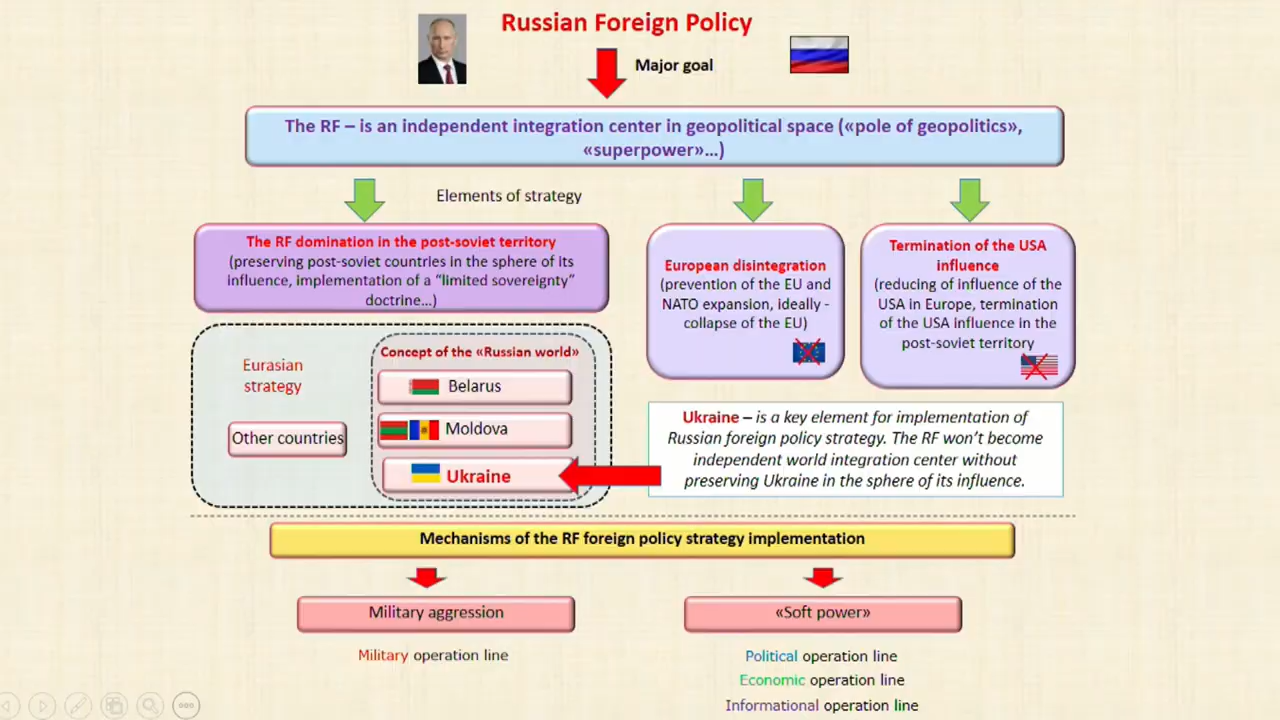 Russian Foreign Policy
Major goal
The RF – is an independent integration center in geopolitical space («pole of geopolitics»,
«superpower»…)
Elements of strategy
The RF domination in the post-soviet territory
(preserving post-soviet countries in the sphere of its
influence, implementation of a “limited sovereignty”
doctrine…)
European disintegration
(prevention of the EU and
NATO expansion, ideally -
collapse of the EU)
Termination of the USA
influence
(reducing of influence of the
USA in Europe, termination
of the USA influence in the
post-soviet territory
Eurasian
strategy
Other countries
Concept of the «Russian world»
Belarus
Moldova
Ukraine
Ukraine – is a key element for implementation of
Russian foreign policy strategy. The RF won’t become
independent world integration center without
preserving Ukraine in the sphere of its influence.
Mechanisms of the RF foreign policy strategy implementation
Military aggression
Military operation line
«Soft power»
Political operation line
Economic operation line
Informational operation line